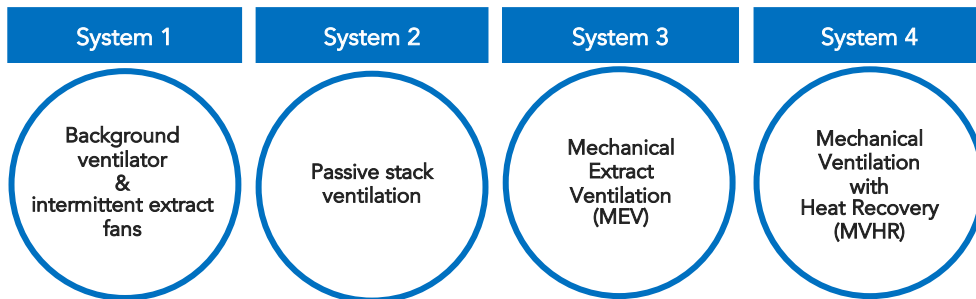 System 1
System 2
System 3
System 4
Background
ventilator
&
intermittent extract
fans
Passive stack
ventilation
Mechanical
Extract
Ventilation
(MEV)
Mechanical
Ventilation
with
Heat Recovery
(MVHR)